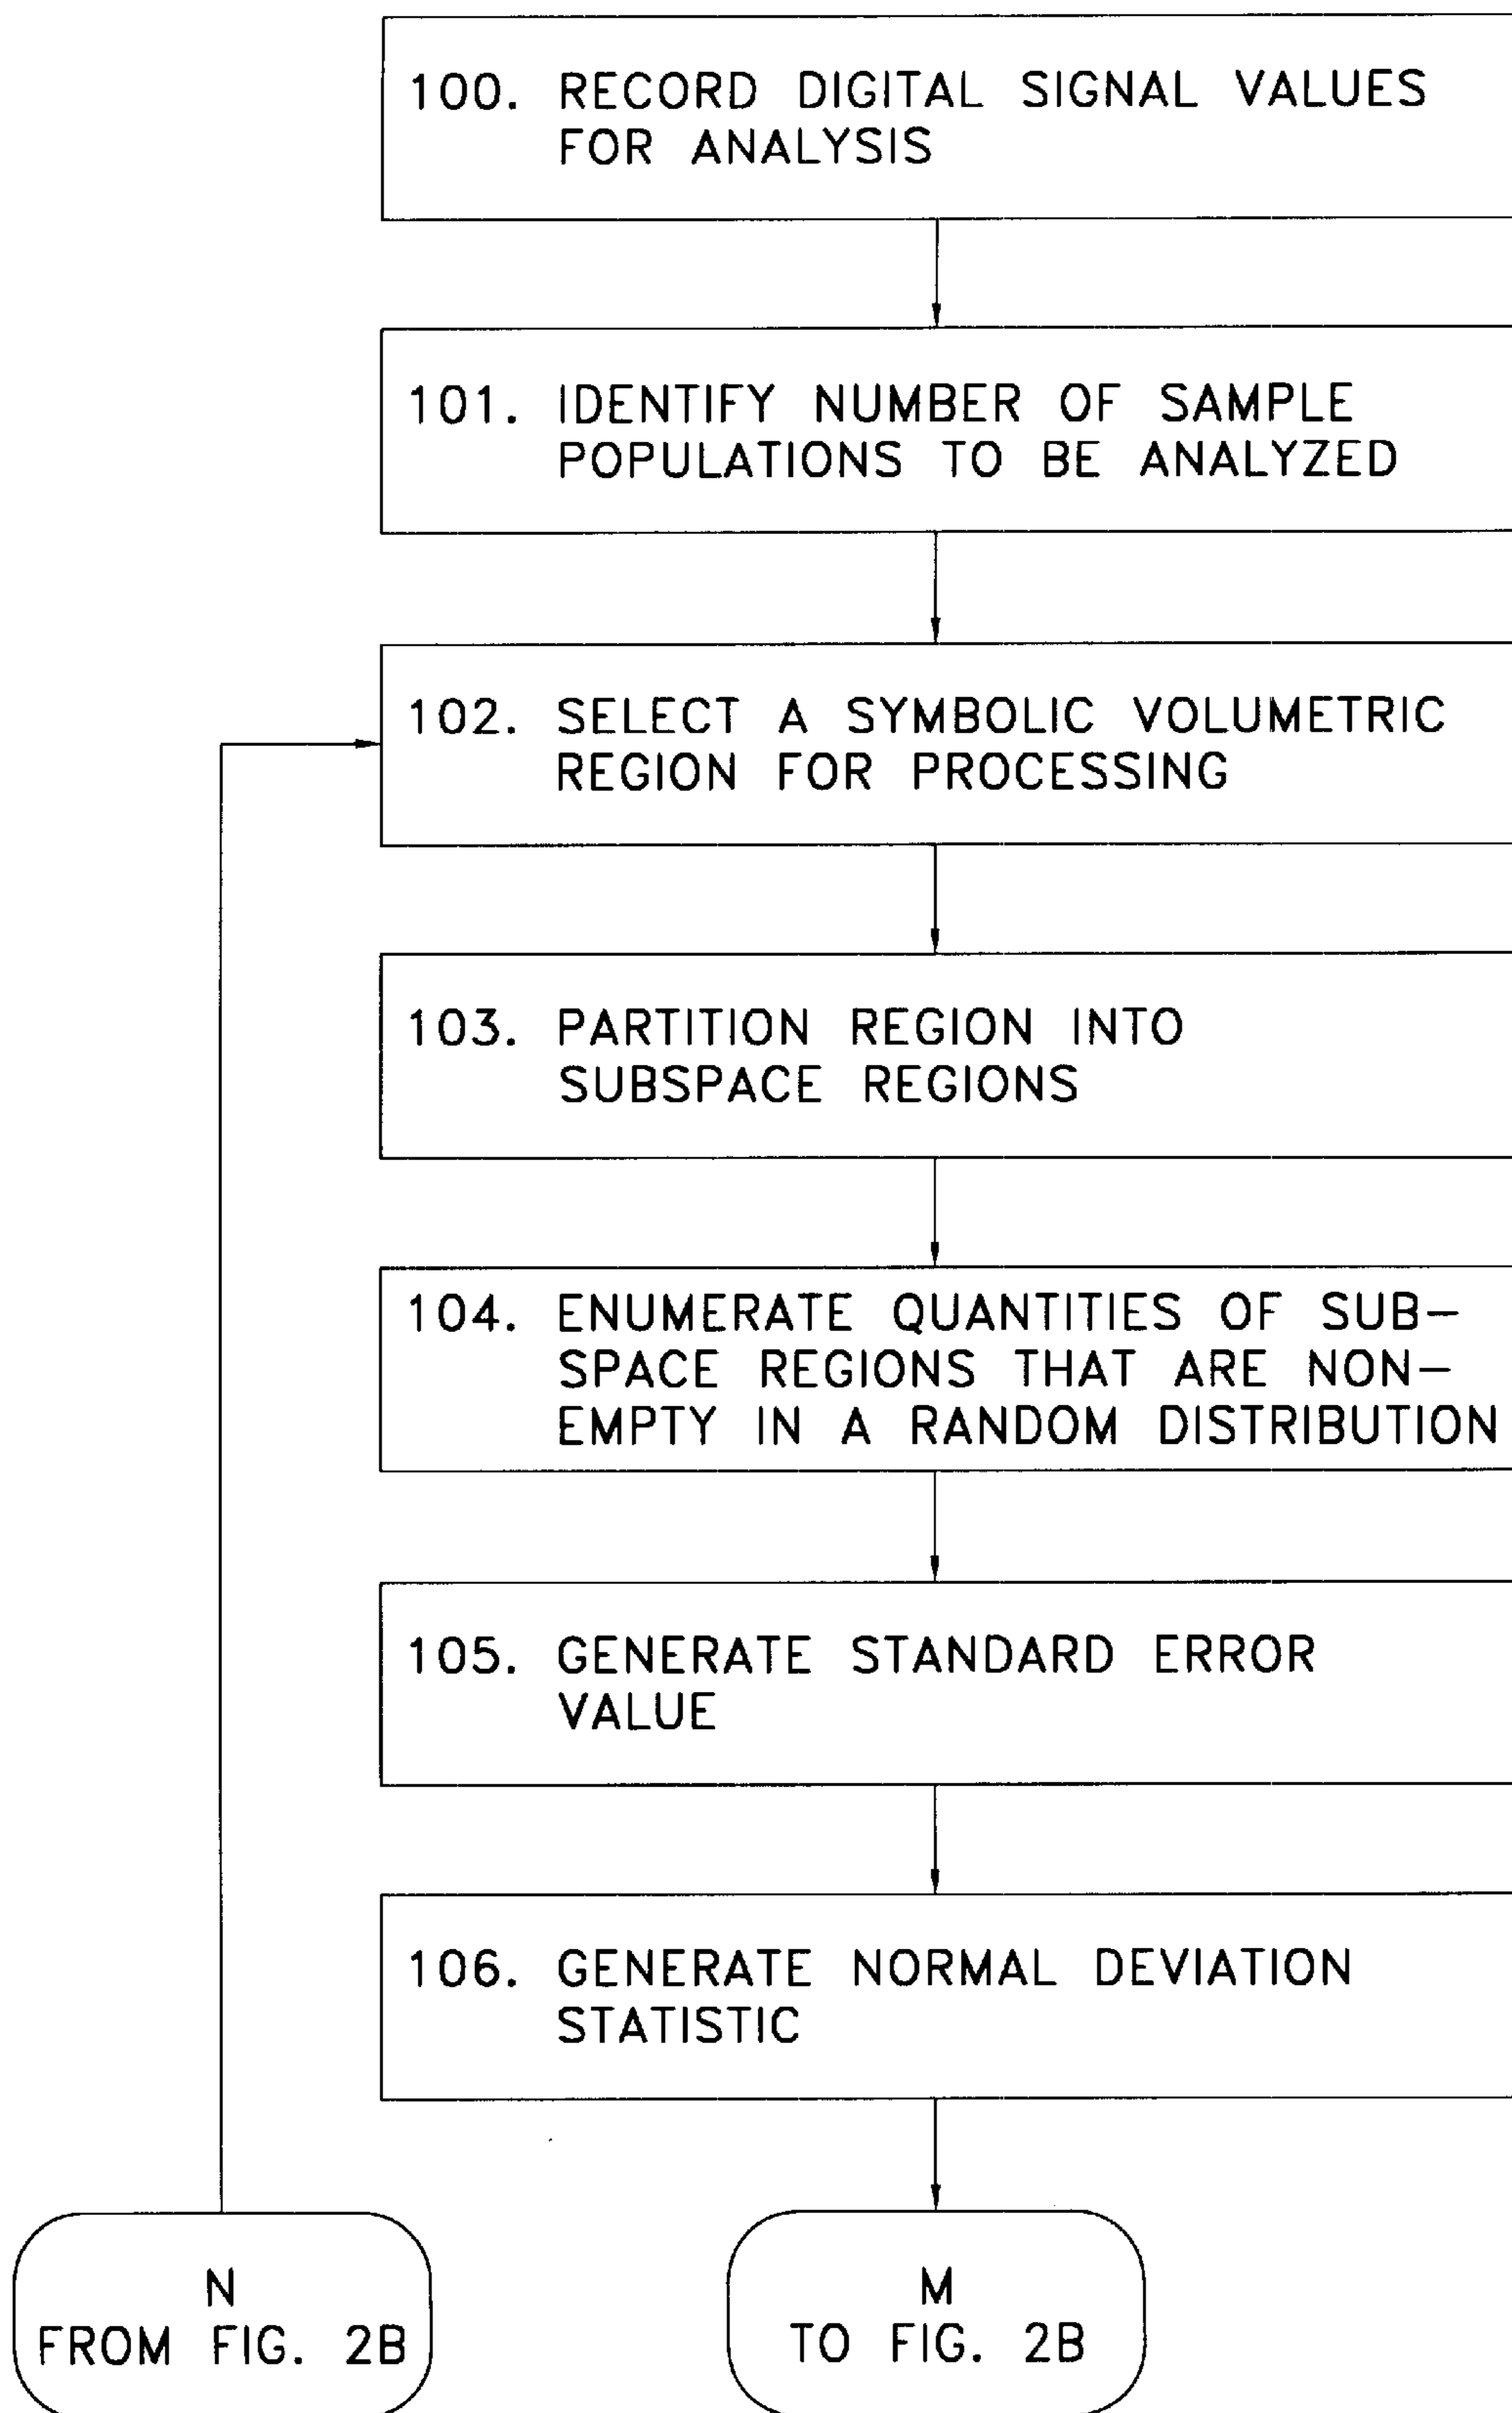 100. RECORD DIGITAL SIGNAL VALUES
FOR ANALYSIS
101. IDENTIFY NUMBER OF SAMPLE
POPULATIONS TO BE ANALYZED
102. SELECT A SYMBOLIC VOLUMETRIC
REGION FOR PROCESSING
103. PARTITION REGION INTO
SUBSPACE REGIONS
104. ENUMERATE QUANTITIES OF SUB-
SPACE REGIONS THAT ARE NON-
EMPTY IN A RANDOM DISTRIBUTION
105. GENERATE STANDARD ERROR
VALUE
106. GENERATE NORMAL DEVIATION
STATISTIC
N
FROM FIG. 2B
M
TO FIG. 2B